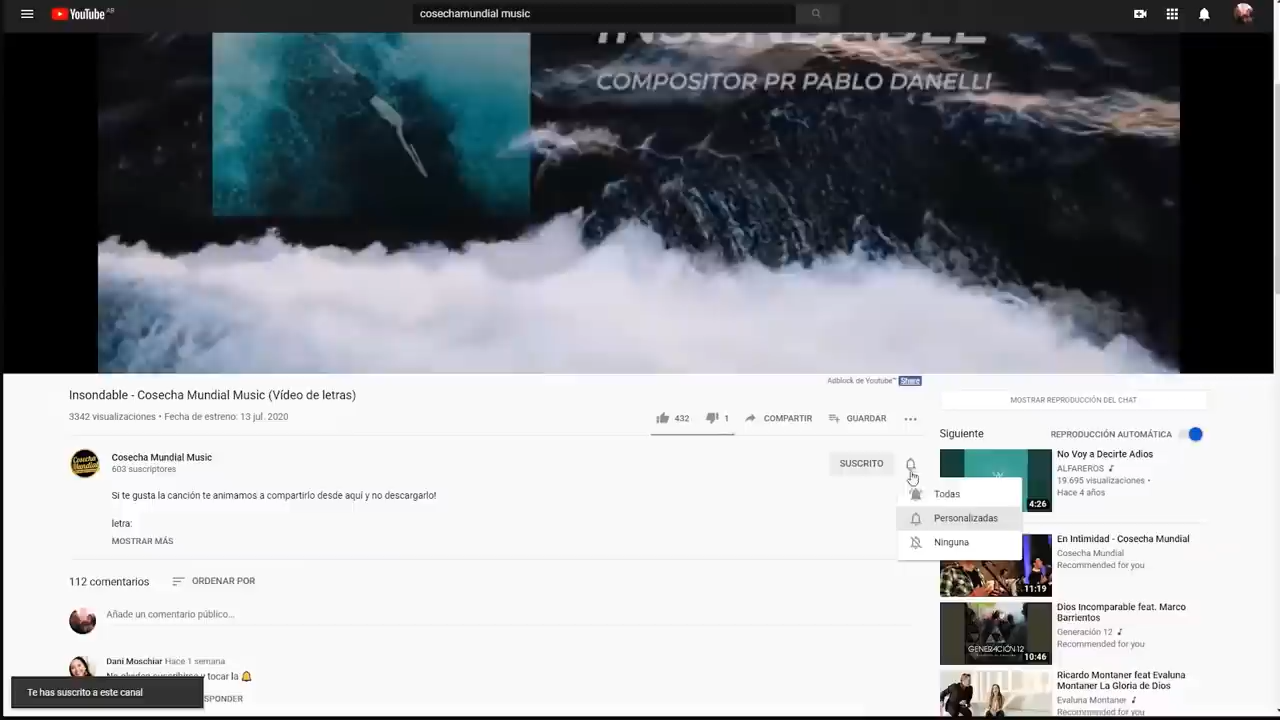 YouTube AR
cosechamundial music
INSONDABLE
COMPOSITOR PR PABLO DANELLI
Adblock de Youtube™ Share
Insondable - Cosecha Mundial Music (Vídeo de letras)
3342 visualizaciones • Fecha de estreno: 13 jul. 2020
432
1
COMPARTIR
GUARDAR
Cosecha Mundial Music
603 suscriptores
SUSCRITO
Todas
Personalizadas
Ninguna
Si te gusta la canción te animamos a compartirlo desde aquí y no descargarlo!
letra:
MOSTRAR MÁS
112 comentarios
ORDENAR POR
Añade un comentario público...
Dani Moschiar Hace 1 semana
No olviden suscribirse y tocar la 🔔
SPONDER
Te has suscrito a este canal
MOSTRAR REPRODUCCIÓN DEL CHAT
Siguiente
REPRODUCCIÓN AUTOMÁTICA
4:26
No Voy a Decirte Adios
ALFAREROS
19.695 visualizaciones •
Hace 4 años
11:19
En Intimidad - Cosecha Mundial
Cosecha Mundial
Recommended for you
GENERACIÓN 12
10:46
Dios Incomparable feat. Marco
Barrientos
Generación 12
Recommended for you
Ricardo Montaner feat Evaluna
Montaner La Gloria de Dios
Evaluna Montaner
Recommended for you